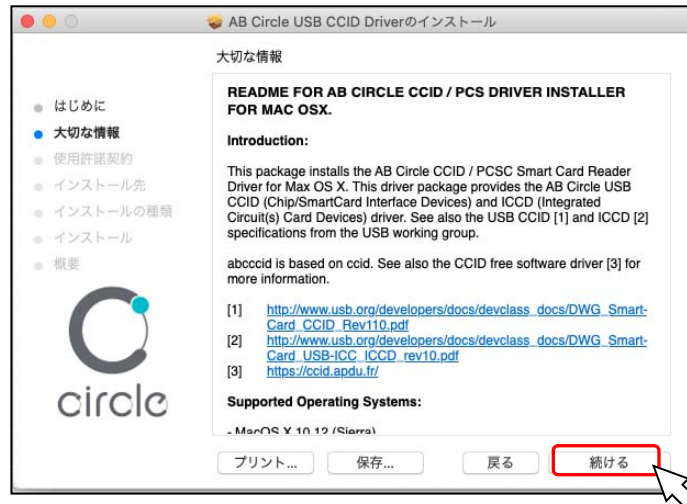 AB Circle USB CCID Driverのインストール
大切な情報
はじめに
大切な情報
使用許諾契約
インストール先
インストールの種類
インストール
概要
circle
README FOR AB CIRCLE CCID / PCS DRIVER INSTALLER
FOR MAC OSX.
Introduction:
This package installs the AB Circle CCID / PCSC Smart Card Reader
Driver for Max OS X. This driver package provides the AB Circle USB
CCID (Chip/SmartCard Interface Devices) and ICCD (Integrated
Circuit(s) Card Devices) driver. See also the USB CCID [1] and ICCD [2]
specifications from the USB working group.
abcccid is based on ccid. See also the CCID free software driver [3] for
more information.
[1] http://www.usb.org/developers/docs/devclass_docs/DWG_Smart-
Card_CCID_Rev110.pdf
[2] http://www.usb.org/developers/docs/devclass_docs/DWG_Smart-
Card_USB-ICC_ICCD_rev10.pdf
[3] https://ccid.apdu.fr/
Supported Operating Systems:
- MacOS X 10.12 (Sierra)
プリント... 保存... 戻る 続ける